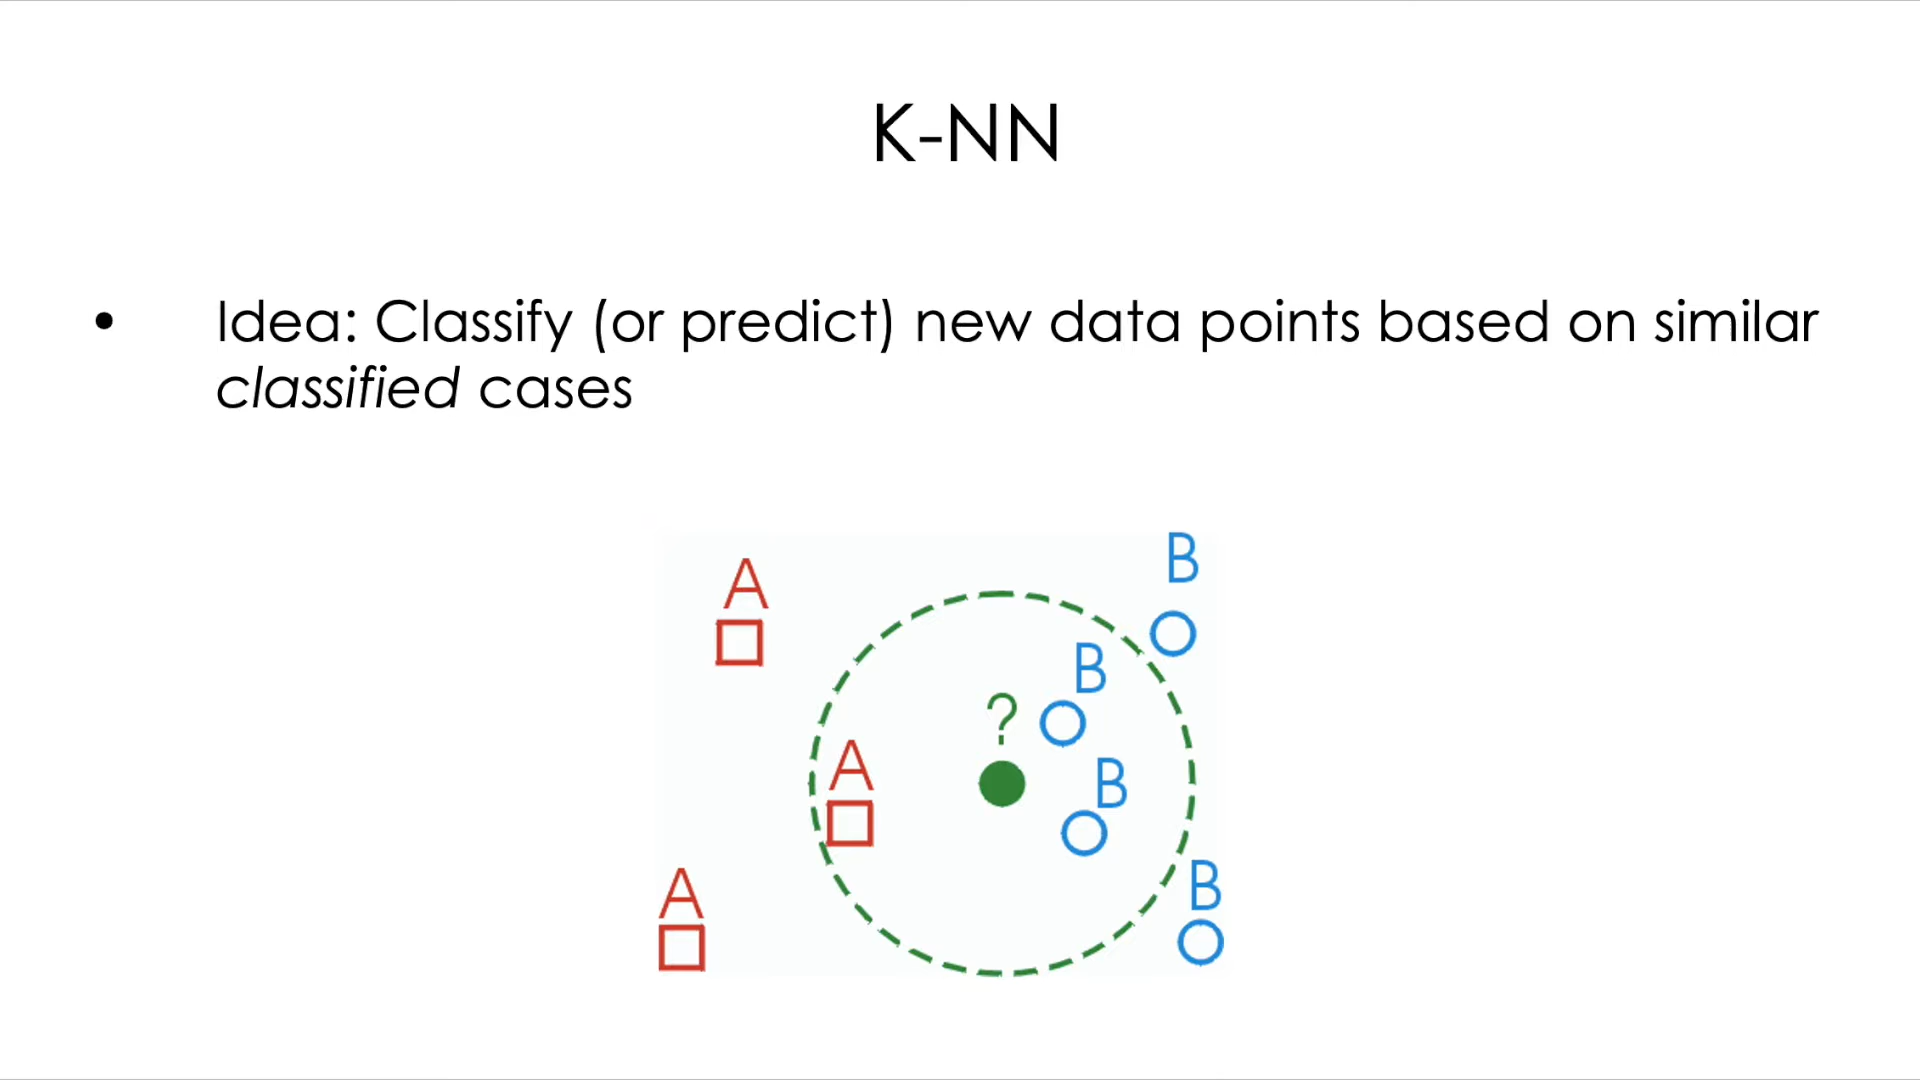 K-NN
• Idea: Classify (or predict) new data points based on similar
classified cases
B
A
B
?
A
B
B
A